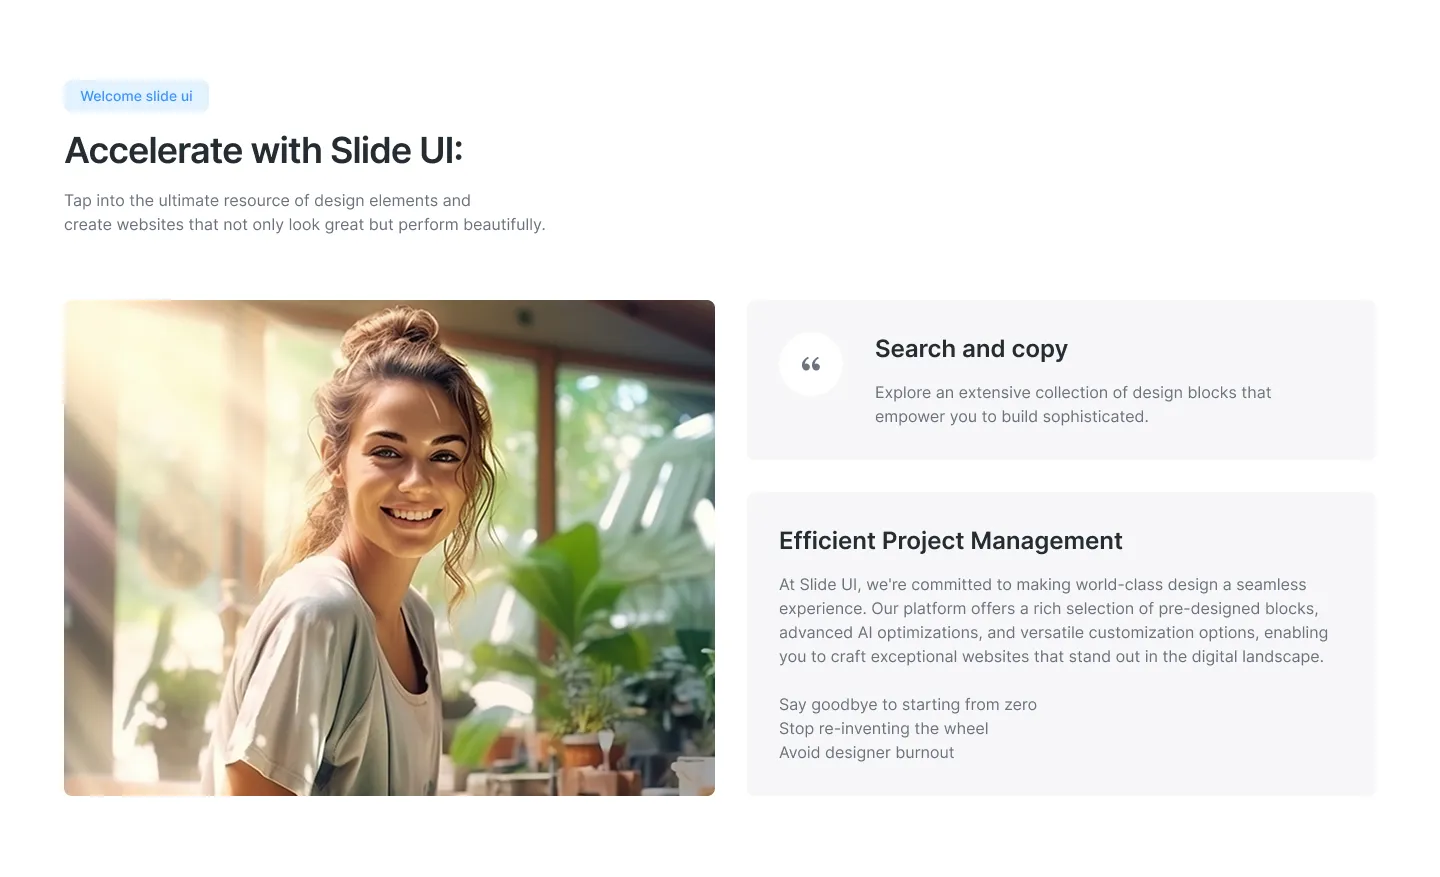 Welcome slide ui
Accelerate with Slide UI:
Tap into the ultimate resource of design elements and
create websites that not only look great but perform beautifully.
“
Search and copy
Explore an extensive collection of design blocks that
empower you to build sophisticated.
Efficient Project Management
At Slide UI, we're committed to making world-class design a seamless
experience. Our platform offers a rich selection of pre-designed blocks,
advanced AI optimizations, and versatile customization options, enabling
you to craft exceptional websites that stand out in the digital landscape.
Say goodbye to starting from zero
Stop re-inventing the wheel
Avoid designer burnout